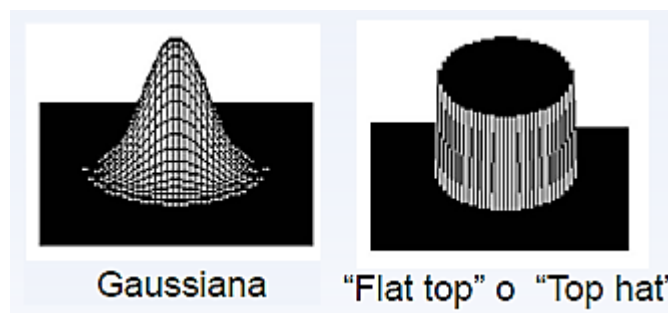 Gaussiana
“Flat top” o “Top hat”